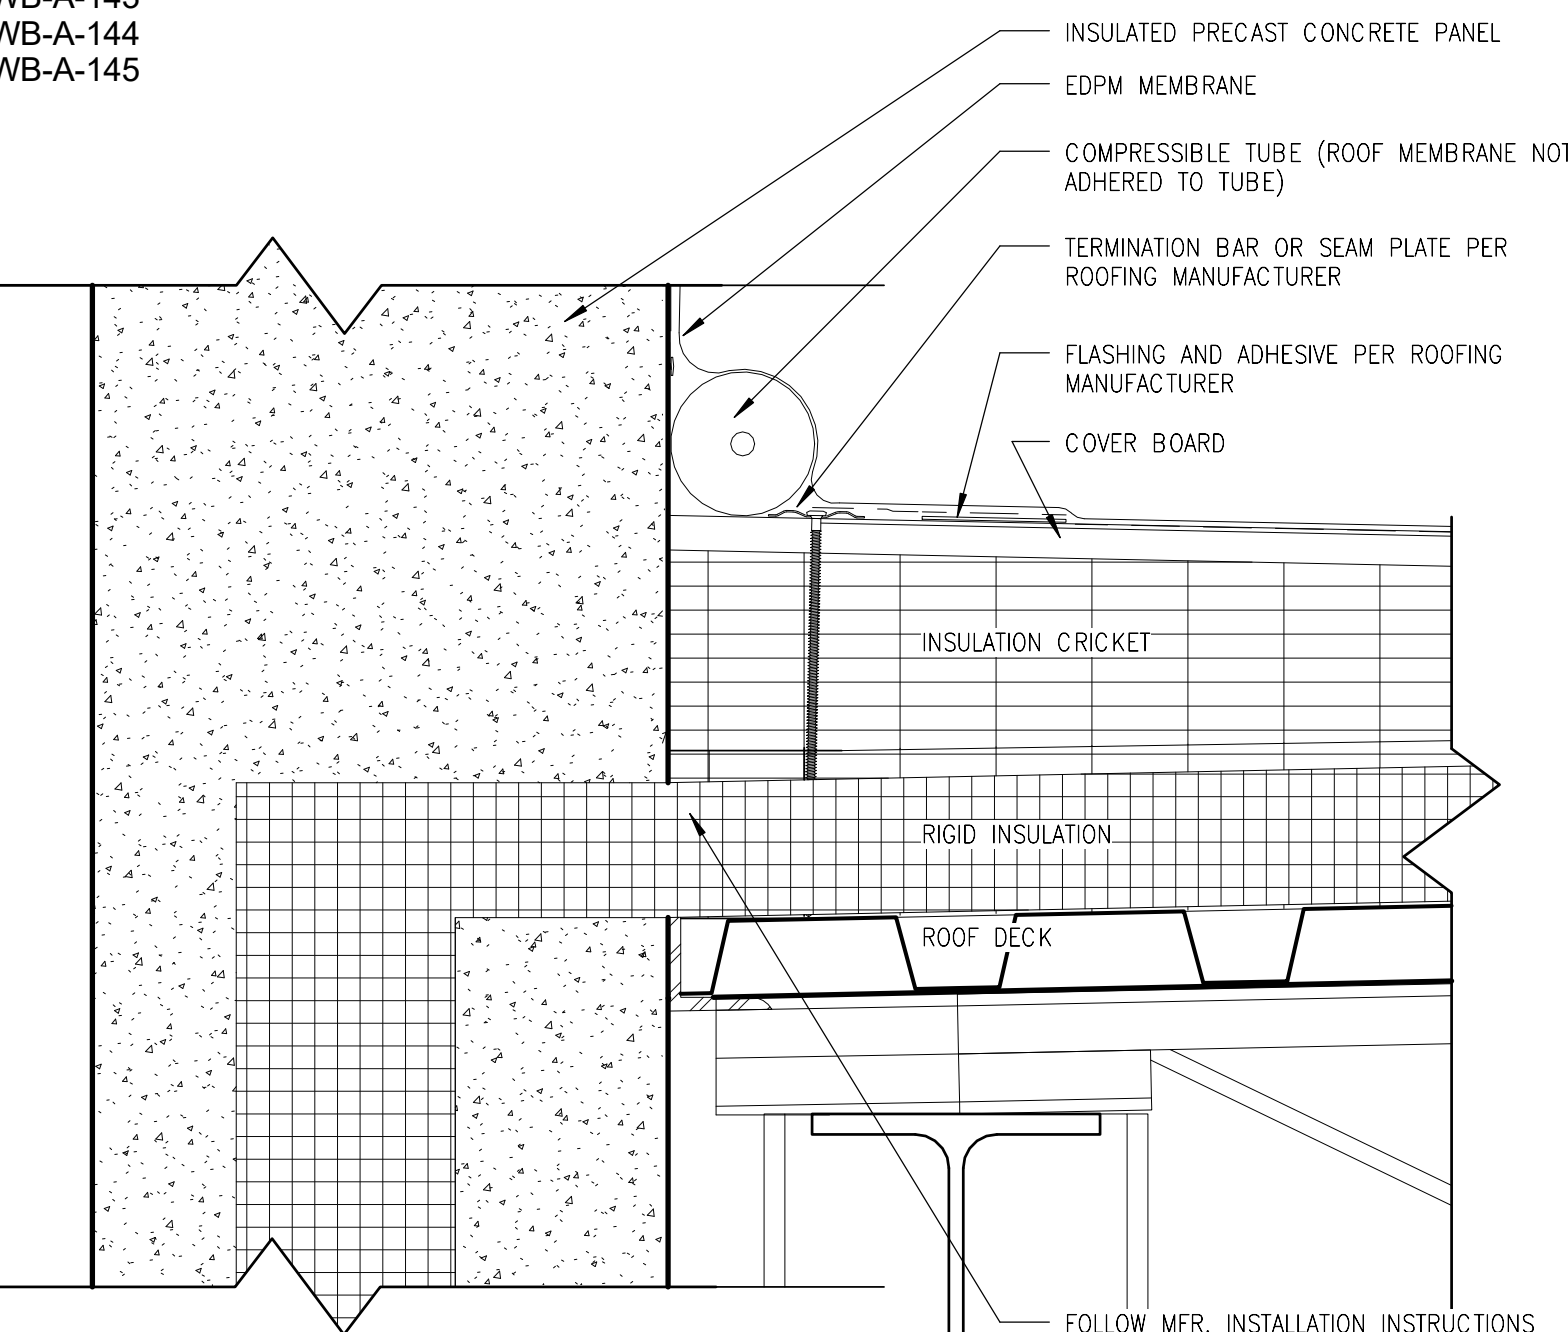 WB-A-143
WB-A-144
WB-A-145
INSULATED PRECAST CONCRETE PANEL
EDPM MEMBRANE
COMPRESSIBLE TUBE (ROOF MEMBRANE NOT
ADHERED TO TUBE)
TERMINATION BAR OR SEAM PLATE PER
ROOFING MANUFACTURER
FLASHING AND ADHESIVE PER ROOFING
MANUFACTURER
COVER BOARD
INSULATION CRICKET
RIGID INSULATION
ROOF DECK
FOLLOW MFR. INSTALLATION INSTRUCTIONS